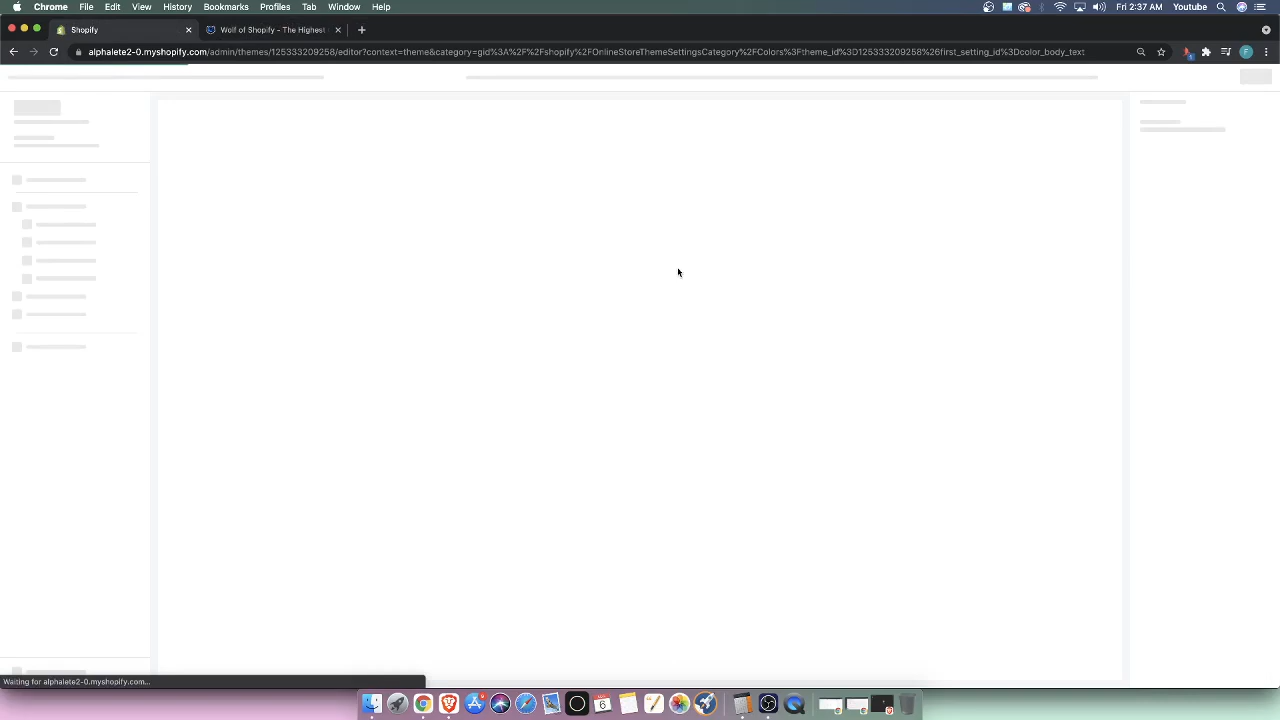 Chrome File Edit View History Bookmarks Profiles Tab Window Help Fri 2:37 AM Youtube
Shopify Wolf of Shopify - The Highest
alphalete2-0.myshopify.com/admin/themes/125333209258/editor?context=theme&category=gid%3A%2F%2Fshopify%2FOnlineStoreThemeSettingsCategory%2FColors%3Ftheme_id%3D125333209258%26first_setting_id%3Dcolor_body_text
F
Waiting for alphalete2-0.myshopify.com...